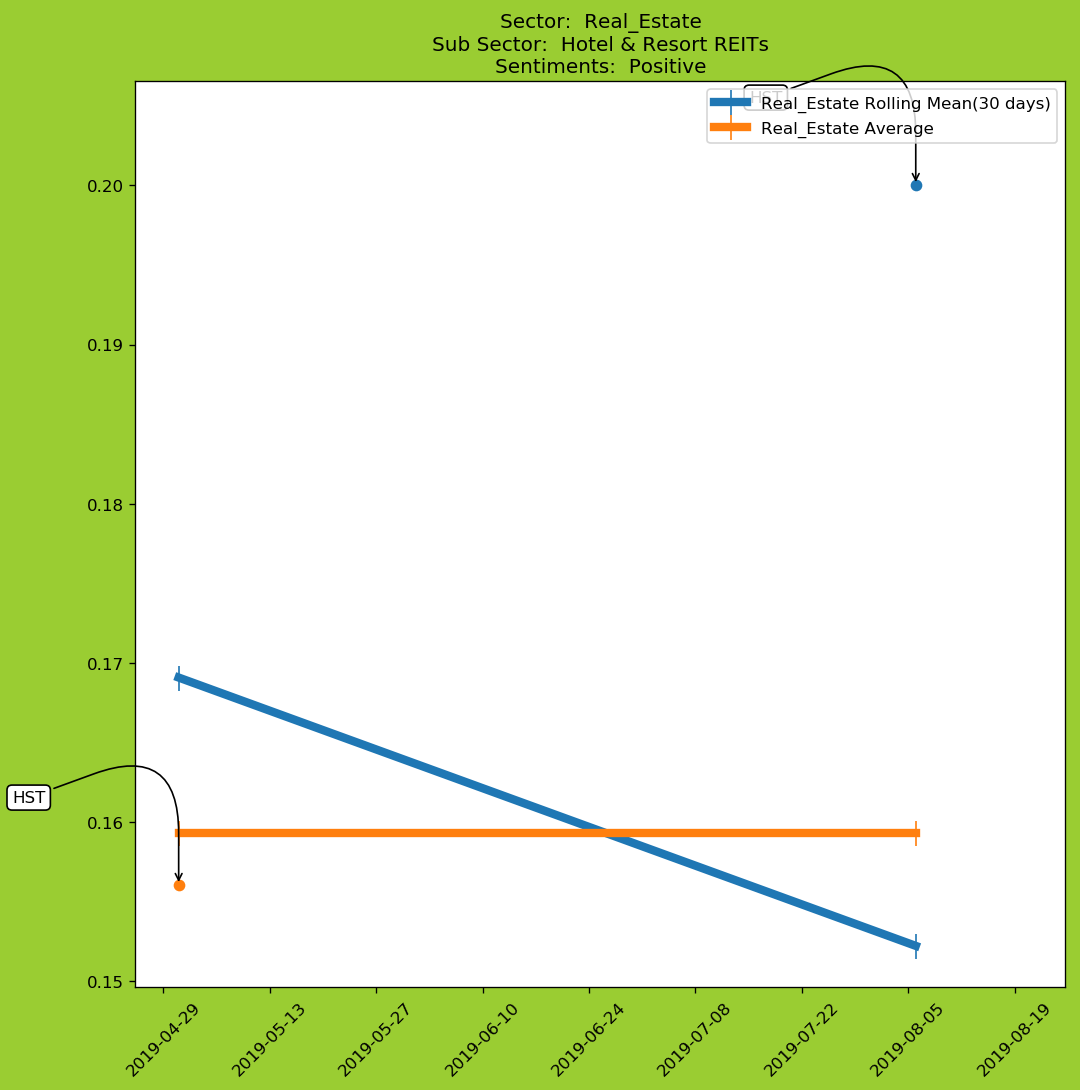 Sector:  Real_Estate
Sub Sector:  Hotel & Resort REITs
Sentiments:  Positive
HST
Real_Estate Rolling Mean(30 days)
Real_Estate Average
0.20
0.19
0.18
0.17
HST
0.16
0.15
2019-04-29
2019-05-13
2019-05-27
2019-06-10
2019-06-24
2019-07-08
2019-07-22
2019-08-05
2019-08-19